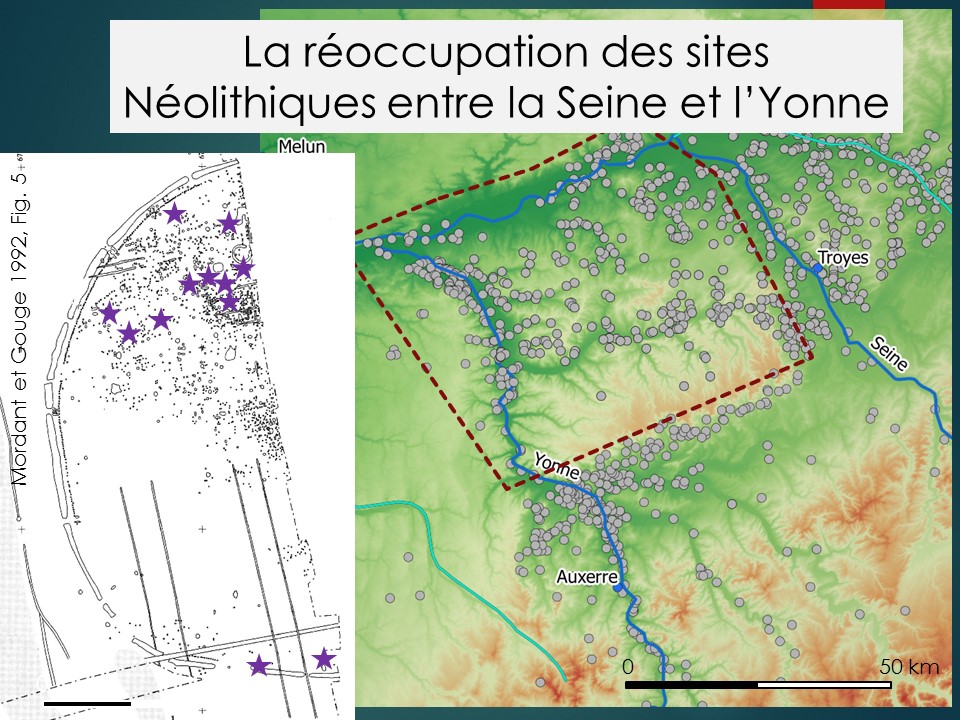 La réoccupation des sites
Néolithiques entre la Seine et l’Yonne
Melun
Mordant et Gouge 1992, Fig. 5
Troyes
Seine
Yonne
Auxerre
0 50 km